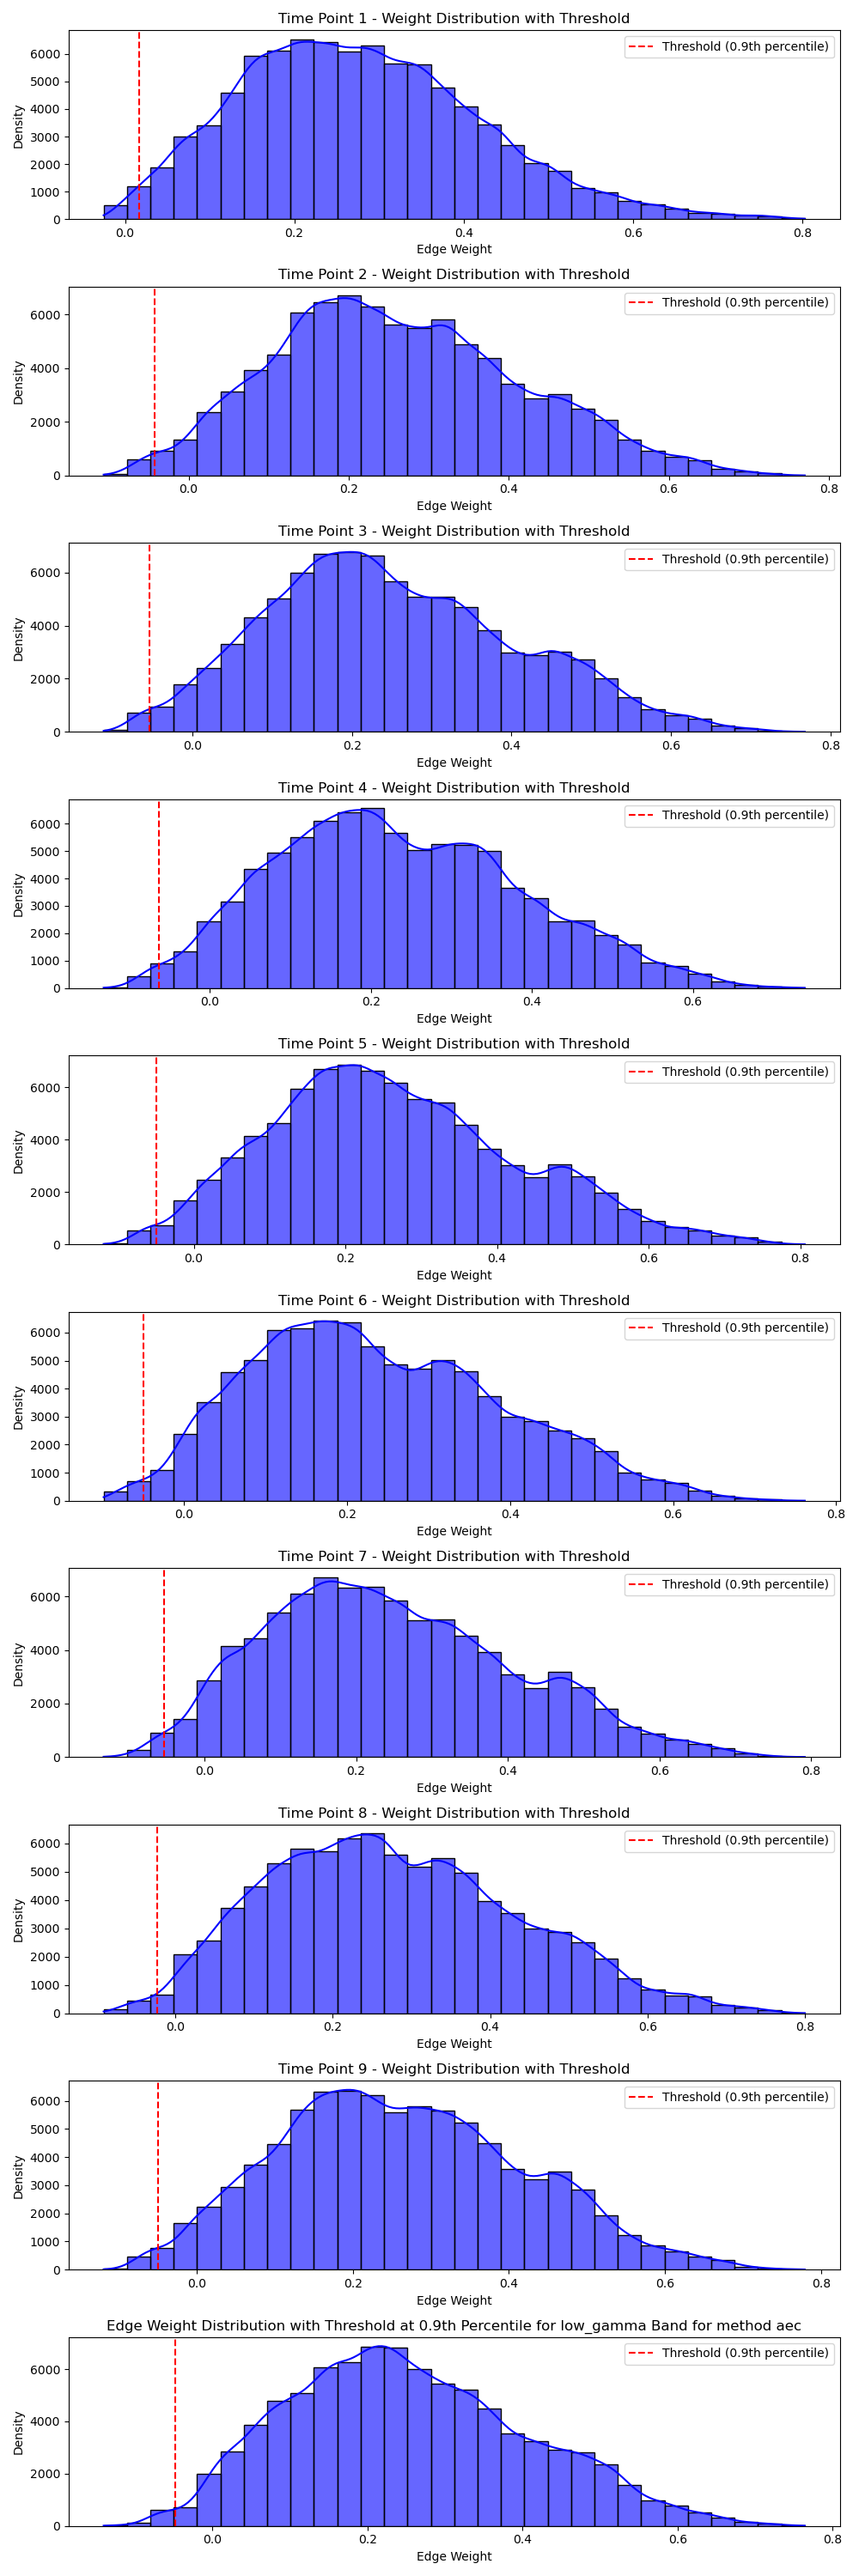 Time Point 1 - Weight Distribution with Threshold
Threshold (0.9th percentile)
Density
6000
5000
4000
3000
2000
1000
0
0.0 0.2 0.4 0.6 0.8
Edge Weight
Time Point 2 - Weight Distribution with Threshold
Threshold (0.9th percentile)
Density
6000
4000
2000
0
0.0 0.2 0.4 0.6 0.8
Edge Weight
Time Point 3 - Weight Distribution with Threshold
Threshold (0.9th percentile)
Density
6000
4000
2000
0
0.0 0.2 0.4 0.6 0.8
Edge Weight
Time Point 4 - Weight Distribution with Threshold
Threshold (0.9th percentile)
Density
6000
5000
4000
3000
2000
1000
0
0.0 0.2 0.4 0.6
Edge Weight
Time Point 5 - Weight Distribution with Threshold
Threshold (0.9th percentile)
Density
6000
4000
2000
0
0.0 0.2 0.4 0.6 0.8
Edge Weight
Time Point 6 - Weight Distribution with Threshold
Threshold (0.9th percentile)
Density
6000
5000
4000
3000
2000
1000
0
0.0 0.2 0.4 0.6 0.8
Edge Weight
Time Point 7 - Weight Distribution with Threshold
Threshold (0.9th percentile)
Density
6000
4000
2000
0
0.0 0.2 0.4 0.6 0.8
Edge Weight
Time Point 8 - Weight Distribution with Threshold
Threshold (0.9th percentile)
Density
6000
5000
4000
3000
2000
1000
0
0.0 0.2 0.4 0.6 0.8
Edge Weight
Time Point 9 - Weight Distribution with Threshold
Threshold (0.9th percentile)
Density
6000
5000
4000
3000
2000
1000
0
0.0 0.2 0.4 0.6 0.8
Edge Weight
Edge Weight Distribution with Threshold at 0.9th Percentile for low_gamma Band for method aec
Threshold (0.9th percentile)
Density
6000
4000
2000
0
0.0 0.2 0.4 0.6 0.8
Edge Weight